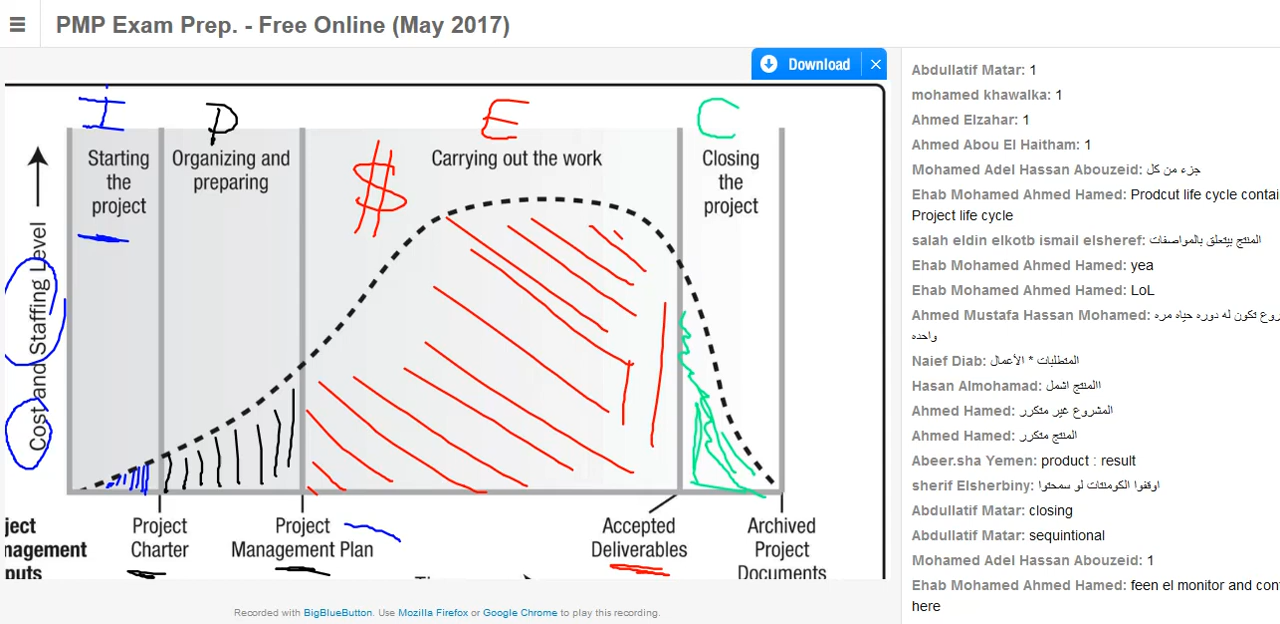 PMP Exam Prep. - Free Online (May 2017)
Download
I
P
E
C
$
Starting
the
project
Organizing and
preparing
Carrying out the work
Closing
the
project
Cost and Staffing Level
ject
nagement
puts
Project
Charter
Project
Management Plan
Accepted
Deliverables
Archived
Project
Documents
Recorded with BigBlueButton. Use Mozilla Firefox or Google Chrome to play this recording.
Abdullatif Matar: 1
mohamed khawalka: 1
Ahmed Elzahar: 1
Ahmed Abou El Haitham: 1
Mohamed Adel Hassan Abouzeid: جزء من كل
Ehab Mohamed Ahmed Hamed: Prodcut life cycle contai
Project life cycle
salah eldin elkotb ismail elsheref: المنتج بيتعلق بالمواصفات
Ehab Mohamed Ahmed Hamed: yea
Ehab Mohamed Ahmed Hamed: LoL
Ahmed Mustafa Hassan Mohamed: روع تكون له دوره حياه مره
واحده
Naief Diab: المتطلبات * الأعمال
Hasan Almohamad: االمنتج اشمل
Ahmed Hamed: المشروع غير متكرر
Ahmed Hamed: المنتج متكرر
Abeer.sha Yemen: product : result
sherif Elsherbiny: اوقفوا الكومنتات لو سمحتوا
Abdullatif Matar: closing
Abdullatif Matar: sequintional
Mohamed Adel Hassan Abouzeid: 1
Ehab Mohamed Ahmed Hamed: feen el monitor and con
here